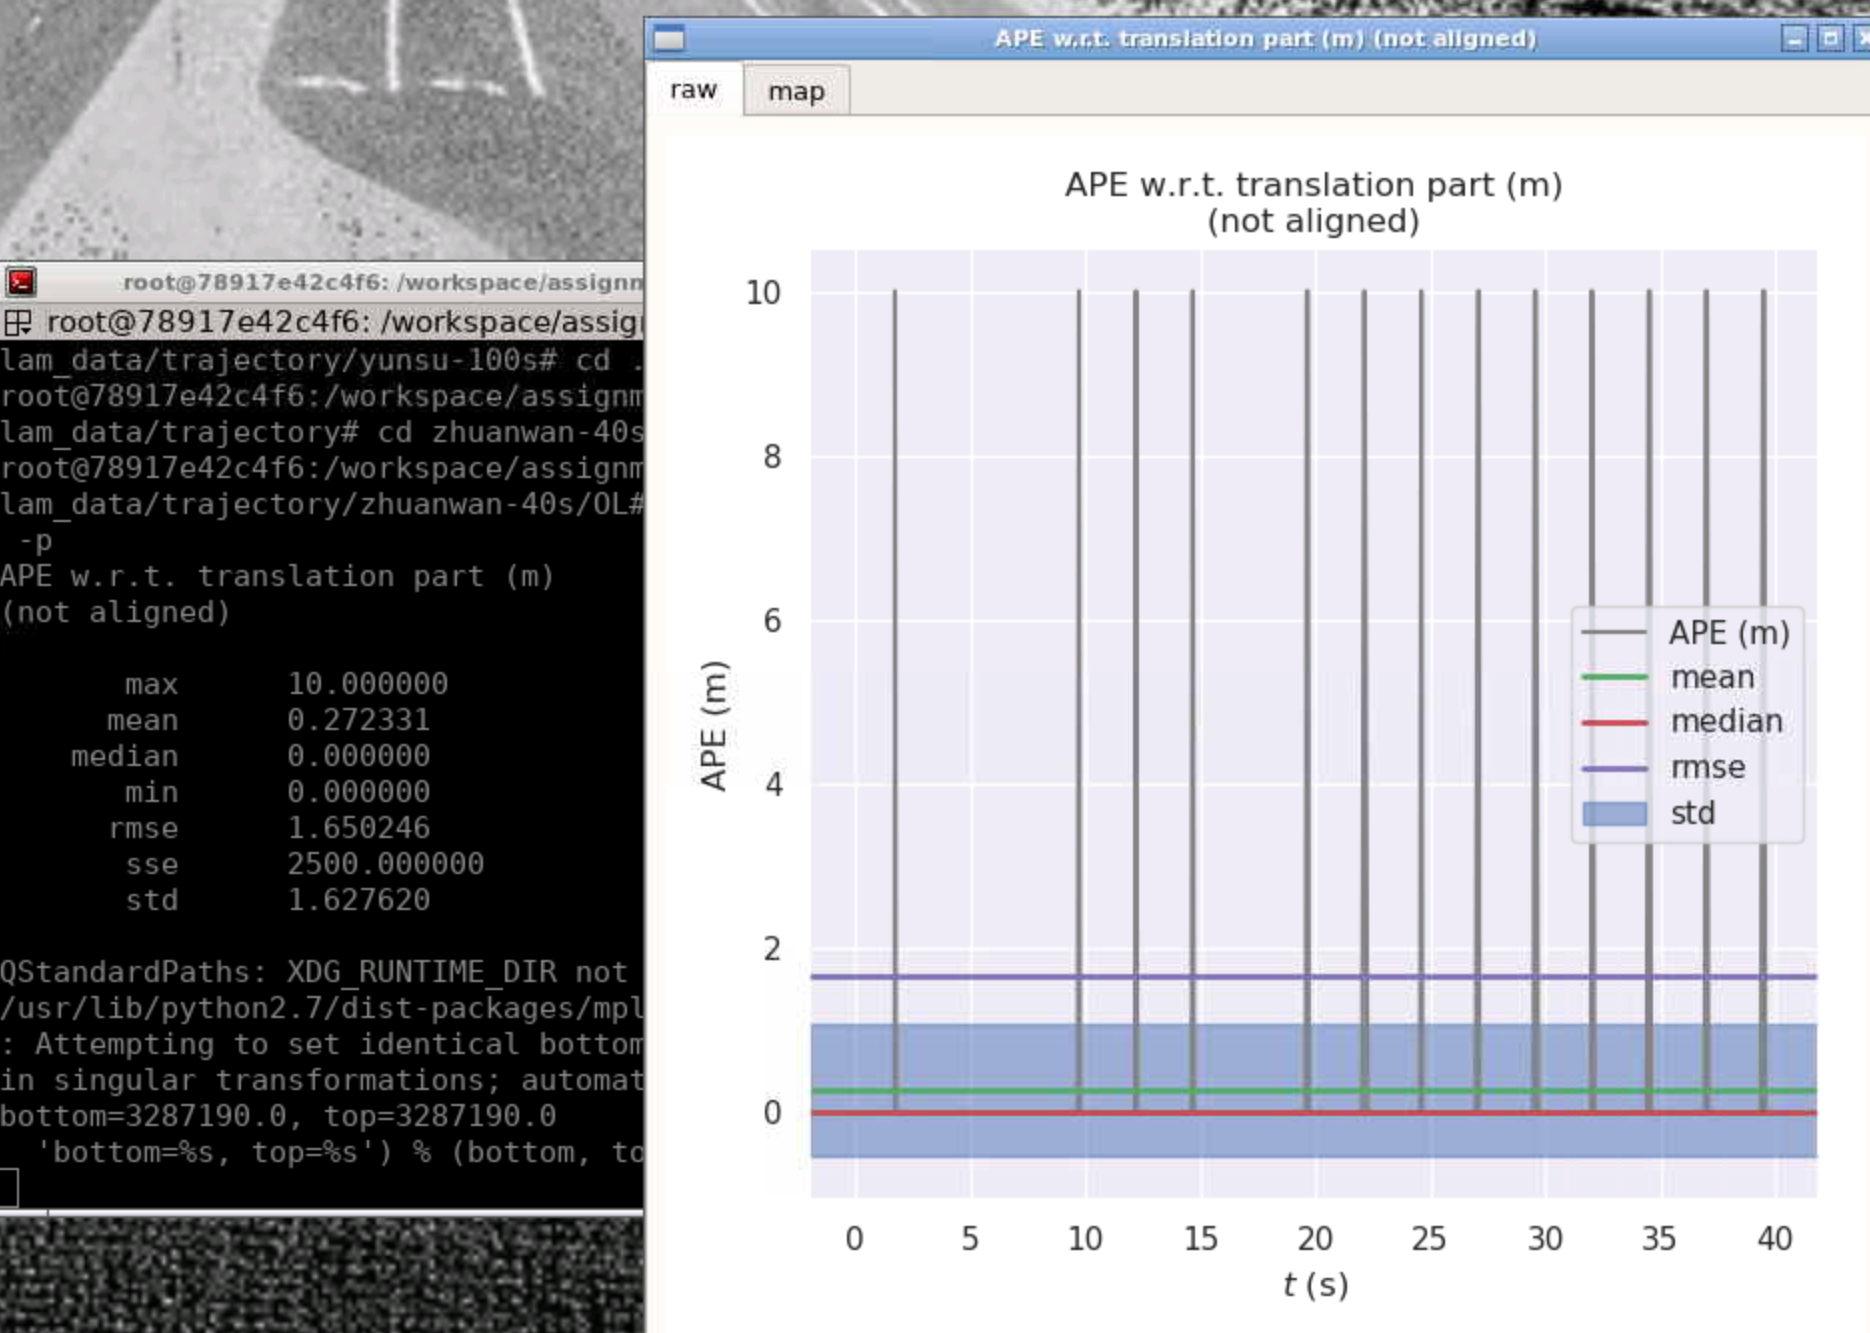 APE w.r.t. translation part (m) (not aligned)
raw
map
APE w.r.t. translation part (m)
(not aligned)
10
8
6
4
2
0
APE (m)
APE (m)
mean
median
rmse
std
0 5 10 15 20 25 30 35 40
t (s)
root@78917e42c4f6: /workspace/assignm
root@78917e42c4f6: /workspace/assig
lam_data/trajectory/yunsu-100s# cd .
root@78917e42c4f6:/workspace/assignm
lam_data/trajectory# cd zhuanwan-40s
root@78917e42c4f6:/workspace/assignm
lam_data/trajectory/zhuanwan-40s/OL#
-p
APE w.r.t. translation part (m)
(not aligned)
max 10.000000
mean 0.272331
median 0.000000
min 0.000000
rmse 1.650246
sse 2500.000000
std 1.627620
QStandardPaths: XDG_RUNTIME_DIR not
/usr/lib/python2.7/dist-packages/mpl
: Attempting to set identical bottom
in singular transformations; automat
bottom=3287190.0, top=3287190.0
'bottom=%s, top=%s') % (bottom, to